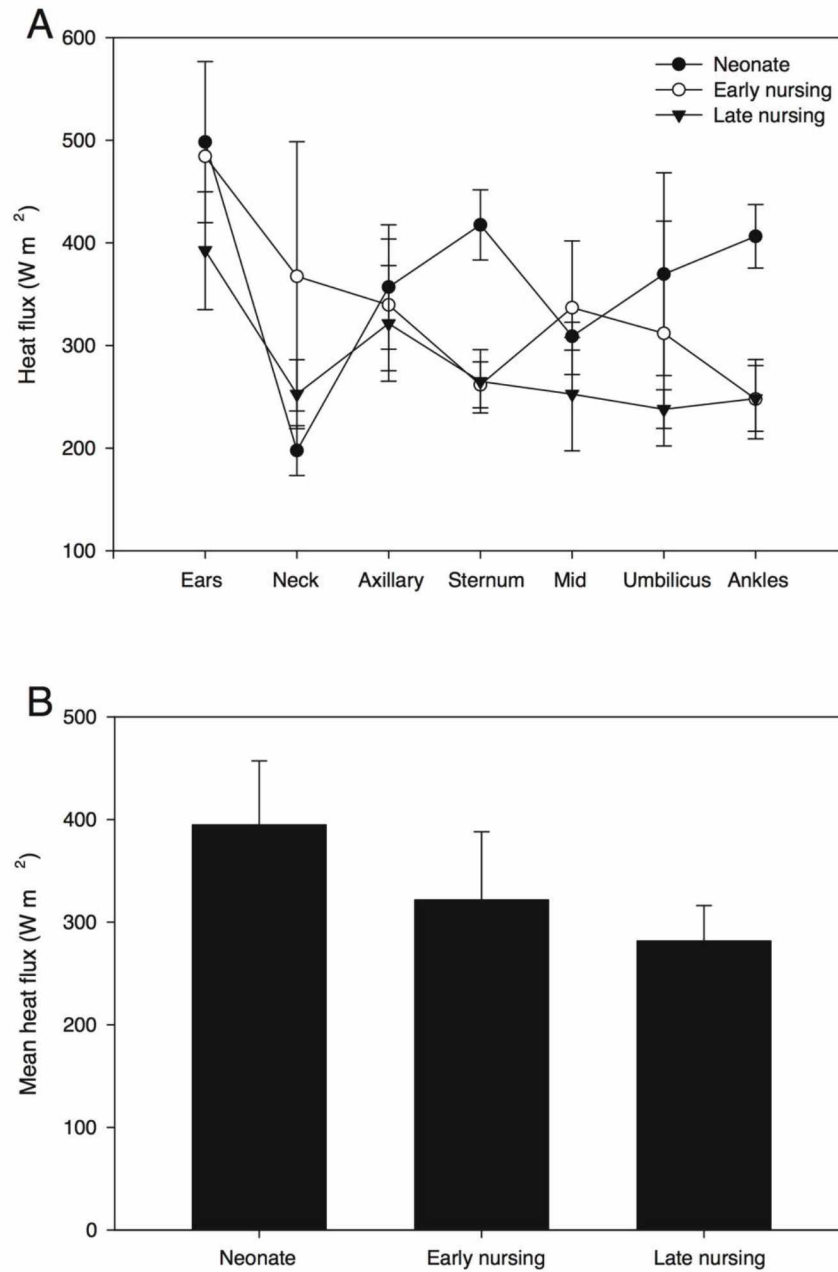 A
600
500
400
300
200
100
Heat flux (W m 2)
Neonate
Early nursing
Late nursing
Ears Neck Axillary Sternum Mid Umbilicus Ankles
B
500
400
300
200
100
0
Mean heat flux (W m 2)
Neonate Early nursing Late nursing